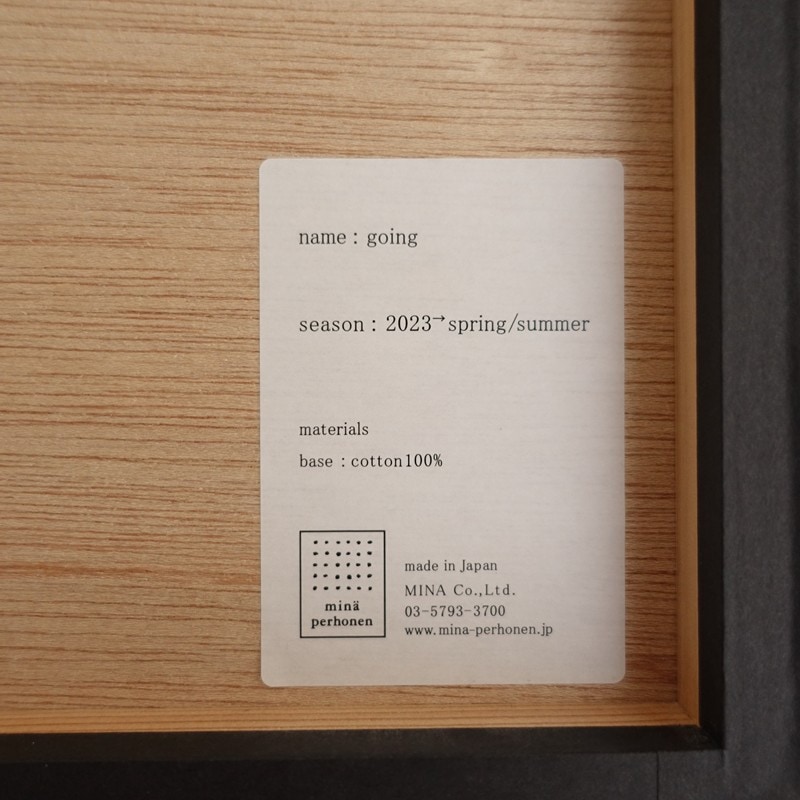 name : going
season : 2023→spring/summer
materials
base : cotton100%
minä
perhonen
made in Japan
MINA Co.,Ltd.
03-5793-3700
www.mina-perhonen.jp